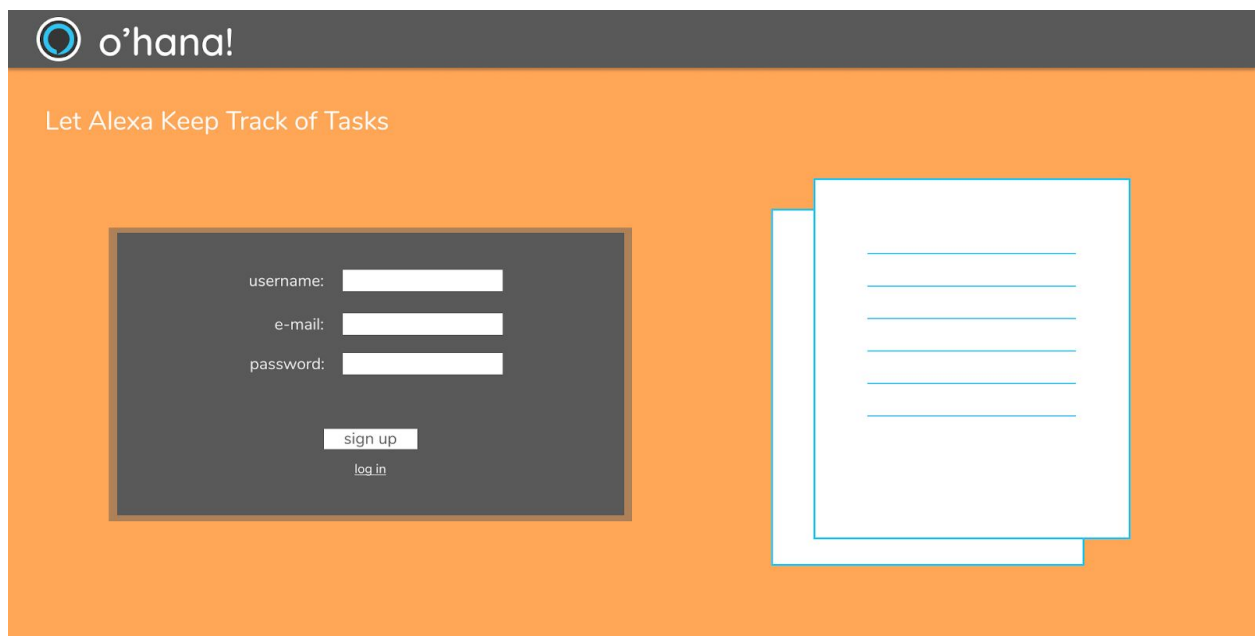 o’hana!
Let Alexa Keep Track of Tasks
username:
e-mail:
password:
sign up
log in